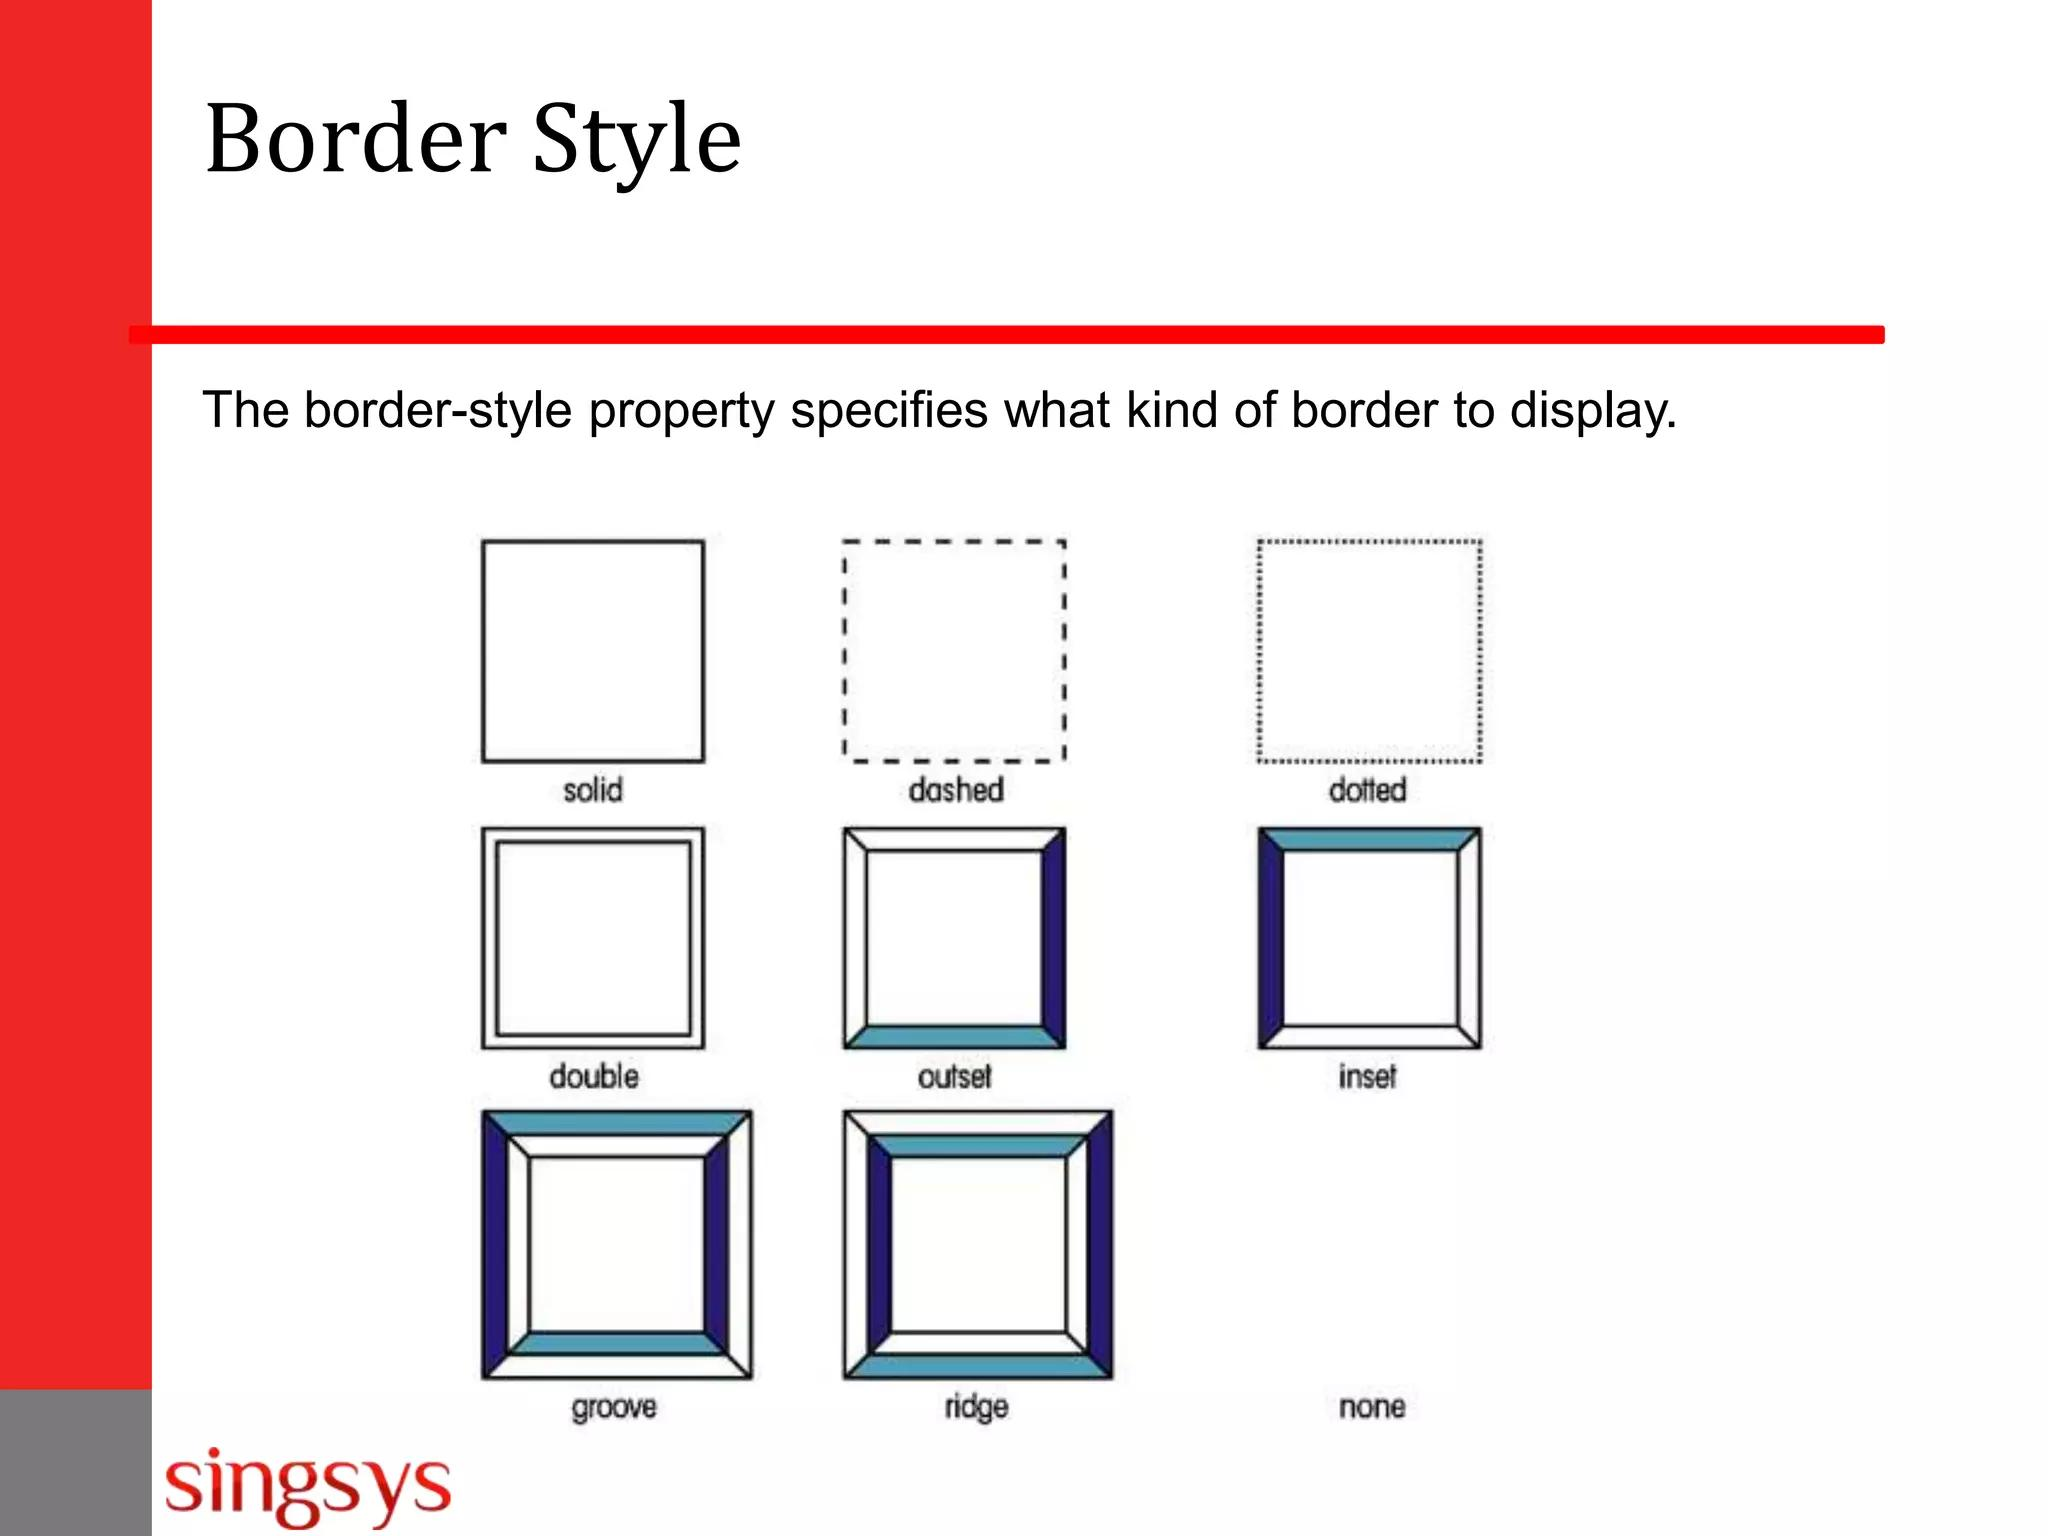 Border Style
The border-style property specifies what kind of border to display.
solid dashed dotted
double outset inset
groove ridge none
singsys